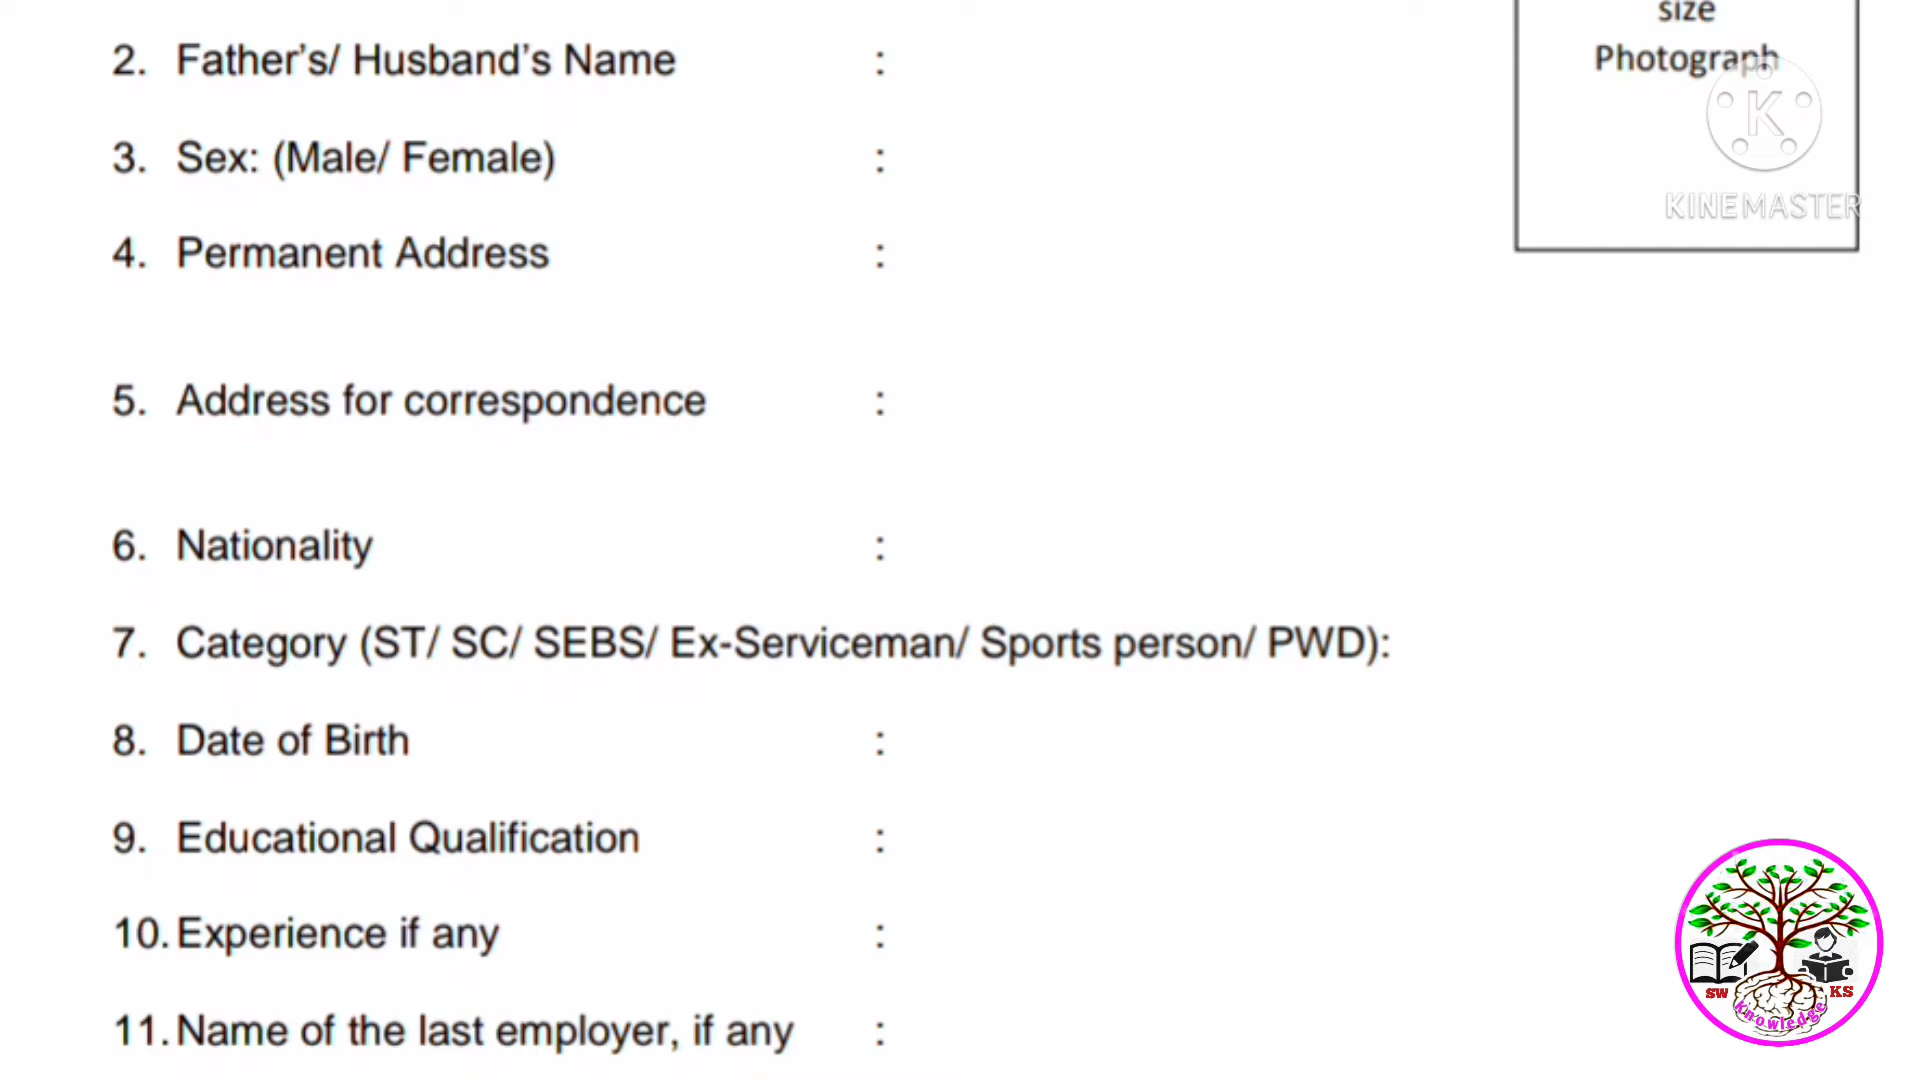 size
Photograph
KINEMASTER
K
2. Father’s/ Husband’s Name :
3. Sex: (Male/ Female) :
4. Permanent Address :
5. Address for correspondence :
6. Nationality :
7. Category (ST/ SC/ SEBS/ Ex-Serviceman/ Sports person/ PWD):
8. Date of Birth :
9. Educational Qualification :
10. Experience if any :
11. Name of the last employer, if any :
SW KS
Knowledge